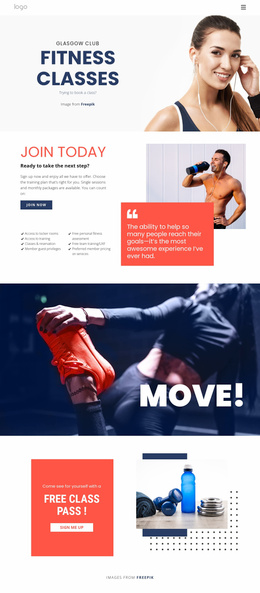 logo
GLASGOW CLUB
FITNESS
CLASSES
Trying to book a class?
Image from Freepik
JOIN TODAY
Ready to take the next step?
Sign up now and enjoy all we have to offer. Choose
the training plan that's right for you. Single sessions
and monthly packages are available. You can count
on.
JOIN NOW
Access to locker rooms
Access to training
Classes & motivation
Member guest privileges
Free personal fitness
assessment
Free team training/UM
Preferred member pricing
on services
“
The ability to help so
many people reach their
goals—it's the most
awesome experience I've
ever had.
MOVE!
Come see for yourself with a
FREE CLASS
PASS !
SIGN ME UP
IMAGES FROM FREEPIK